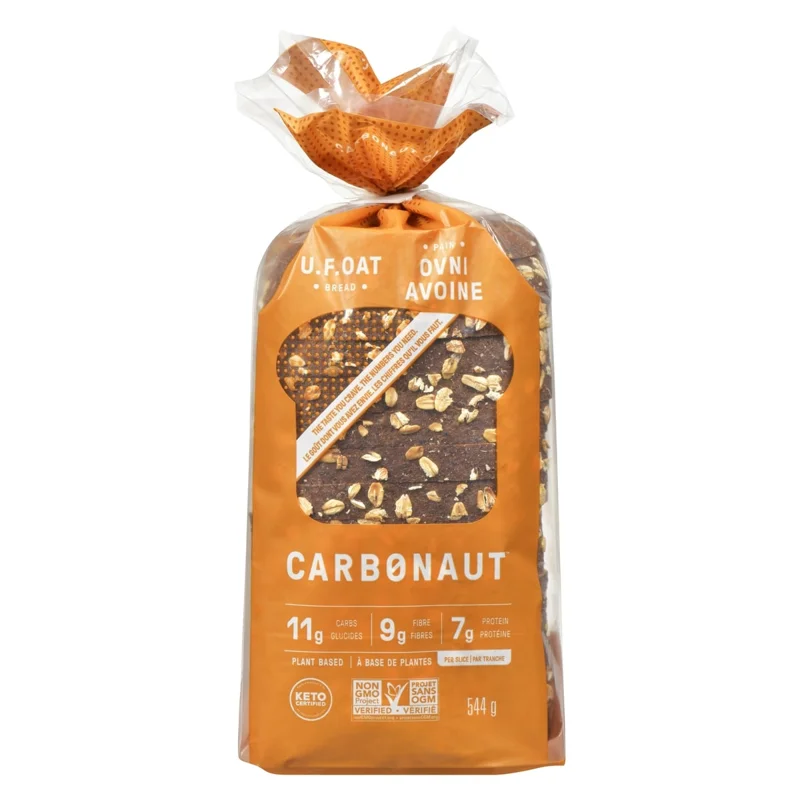 CARBONAUT
U.F.OAT
• BREAD •
• PAIN •
OVNI
AVOINE
THE TASTE YOU CRAVE. THE NUMBERS YOU NEED.
LE GOÛT DONT VOUS AVEZ ENVIE. LES CHIFFRES QU'IL VOUS FAUT.
CARBØNAUT™
11g CARBS
GLUCIDES
9g FIBRE
FIBRES
7g PROTEIN
PROTÉINE
PLANT BASED | À BASE DE PLANTES
PER SLICE | PAR TRANCHE
KETO
CERTIFIED
NON
GMO
Project
VERIFIED
PROJET
SANS
OGM
VÉRIFIÉ
544 g